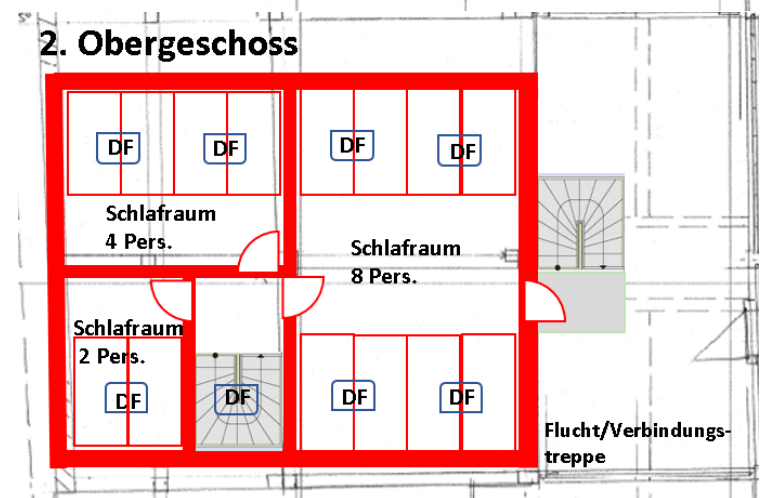 2. Obergeschoss
DF
DF
DF
DF
Schlafraum
4 Pers.
Schlafraum
8 Pers.
Schlafraum
2 Pers.
DF
DF
DF
DF
Flucht/Verbindungs-
treppe